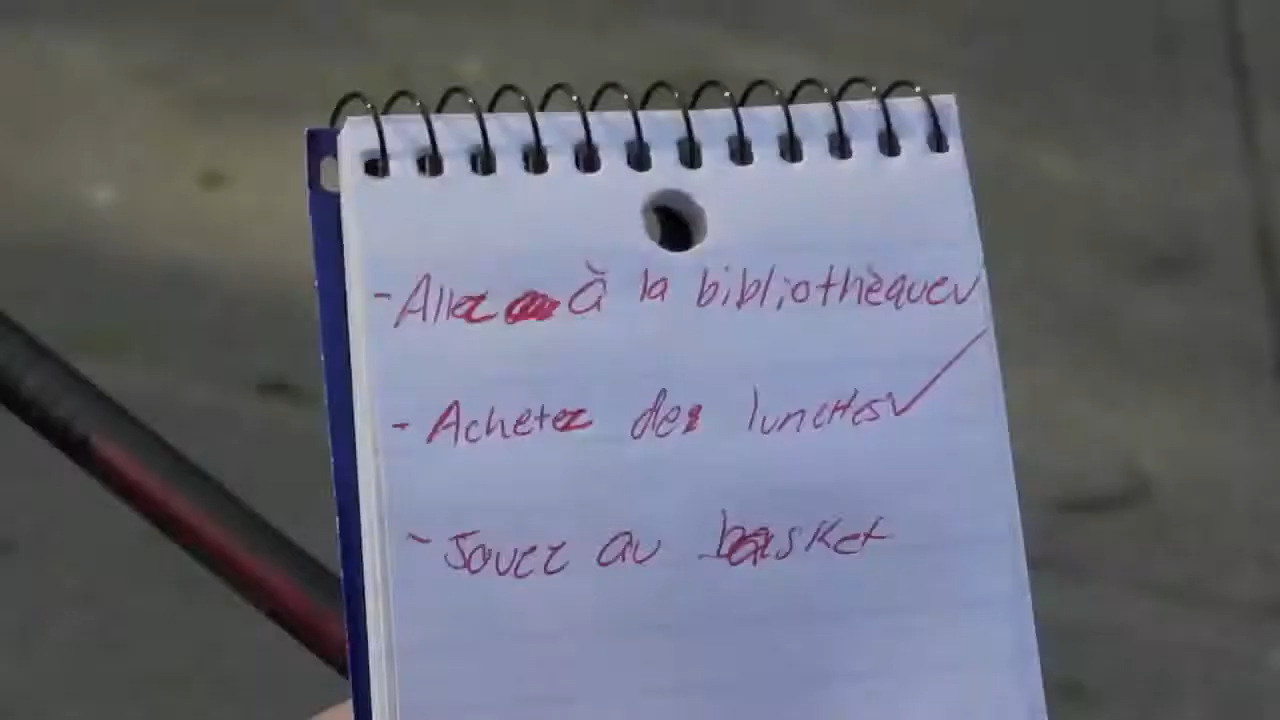 - Allez à la bibliothèque ✓
- Achetez des lunettes ✓
- Jouez au basket